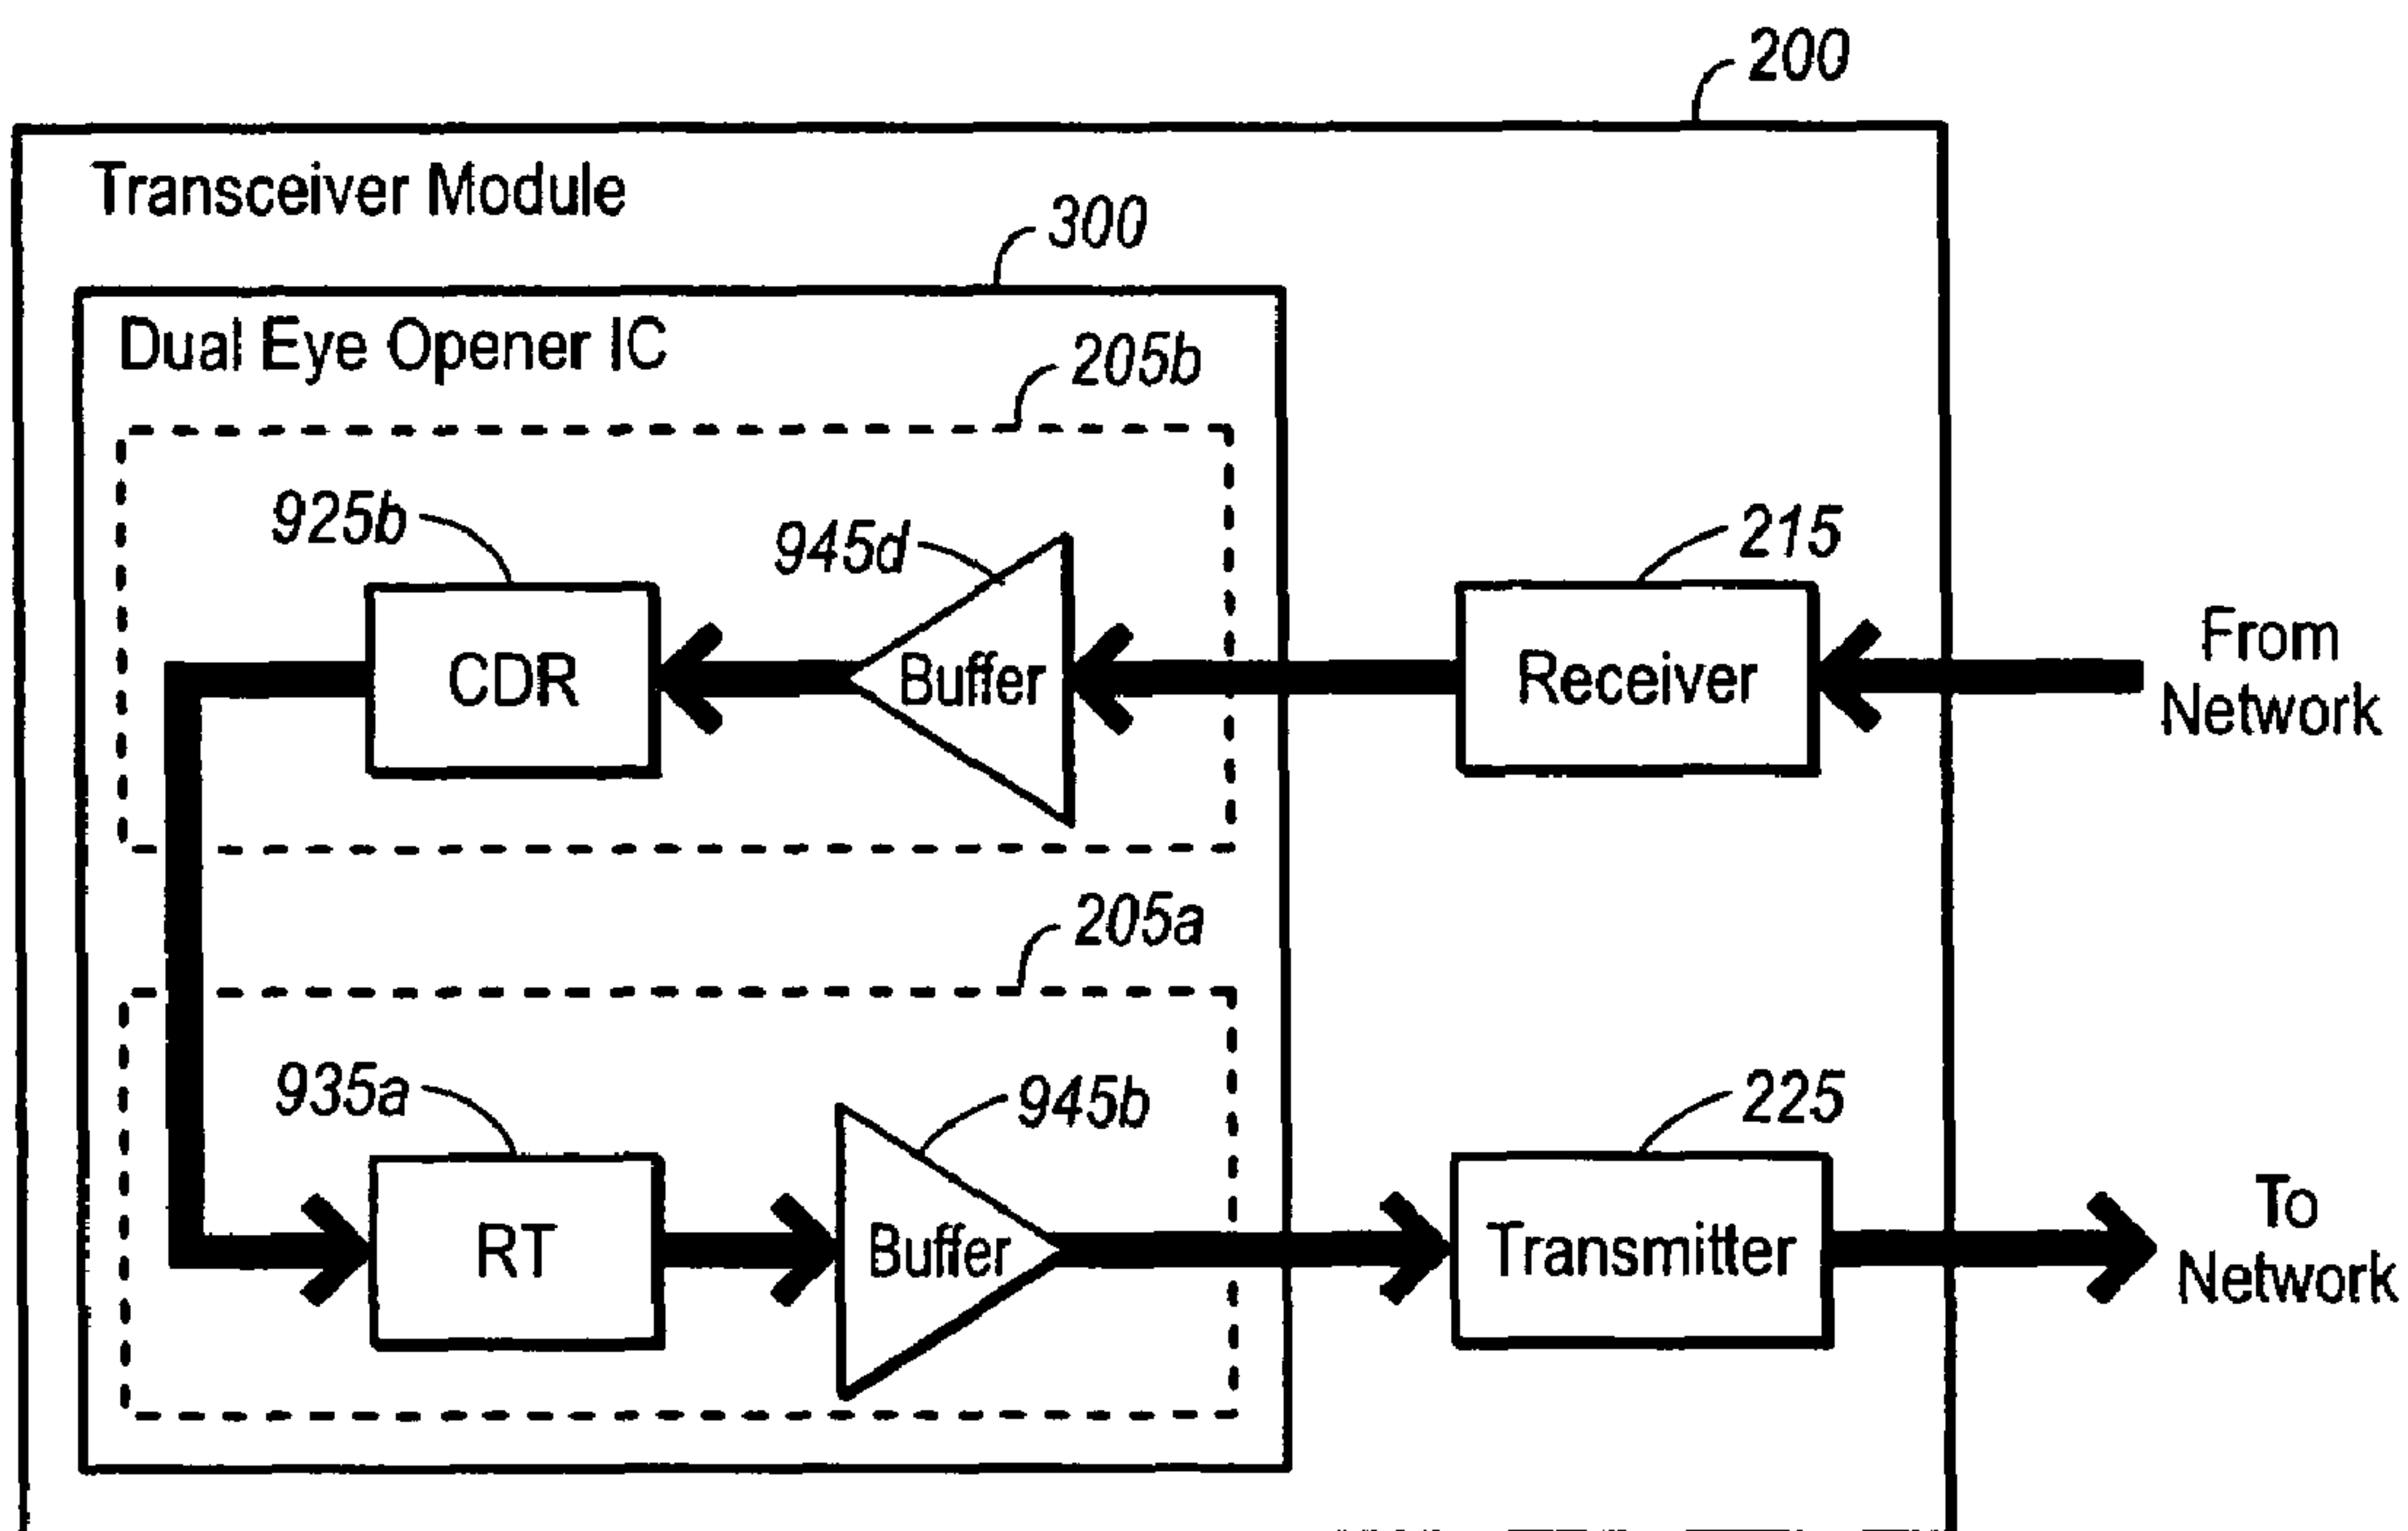 200
Transceiver Module
300
Dual Eye Opener IC
205b
925b
945d
215
CDR
Buffer
Receiver
From
Network
205a
935a
945b
225
RT
Buffer
Transmitter
To
Network